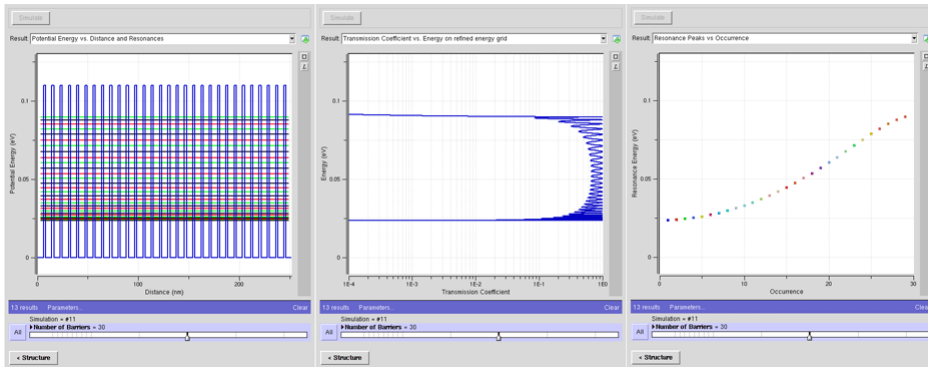 Simulate
Result: Potential Energy vs. Distance and Resonances
Potential Energy (eV)
0.1
0.05
0
0
100
200
Distance (nm)
13 results Parameters... Clear
Simulation = #11
All
Number of Barriers = 30
< Structure
Simulate
Result: Transmission Coefficient vs. Energy on refined energy grid
Energy (eV)
0.1
0.05
0
1E-4
1E-3
1E-2
1E-1
1E0
Transmission Coefficient
13 results Parameters... Clear
Simulation = #11
All
Number of Barriers = 30
< Structure
Simulate
Result: Resonance Peaks vs Occurrence
Resonance Energy (eV)
0.1
0.05
0
0
10
20
30
Occurrence
13 results Parameters... Clear
Simulation = #11
All
Number of Barriers = 30
< Structure